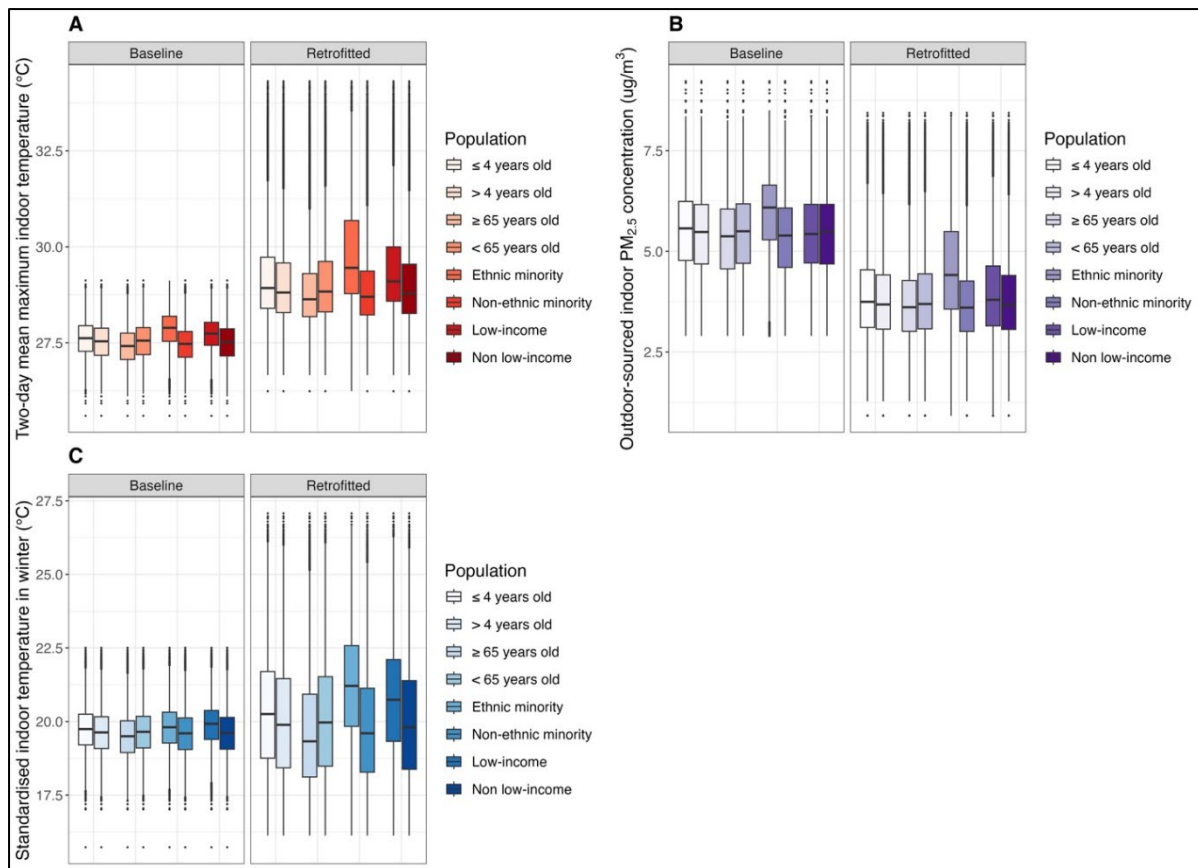 A
Baseline
Retrofitted
Two-day mean maximum indoor temperature (°C)
32.5
30.0
27.5
Population
≤ 4 years old
> 4 years old
≥ 65 years old
< 65 years old
Ethnic minority
Non-ethnic minority
Low-income
Non low-income
B
Baseline
Retrofitted
Outdoor-sourced indoor PM2.5 concentration (ug/m³)
7.5
5.0
2.5
Population
≤ 4 years old
> 4 years old
≥ 65 years old
< 65 years old
Ethnic minority
Non-ethnic minority
Low-income
Non low-income
C
Baseline
Retrofitted
Standardised indoor temperature in winter (°C)
27.5
25.0
22.5
20.0
17.5
Population
≤ 4 years old
> 4 years old
≥ 65 years old
< 65 years old
Ethnic minority
Non-ethnic minority
Low-income
Non low-income